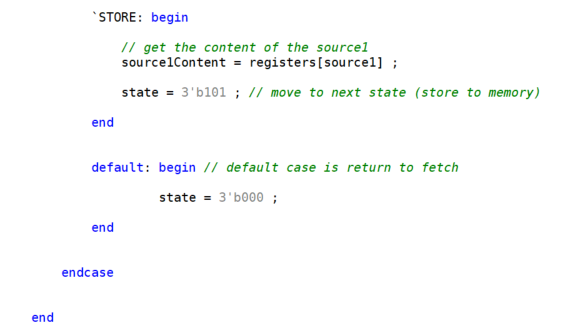 `STORE: begin
// get the content of the source1
source1Content = registers[source1] ;
state = 3'b101 ; // move to next state (store to memory)
end
default: begin // default case is return to fetch
state = 3'b000 ;
end
endcase
end